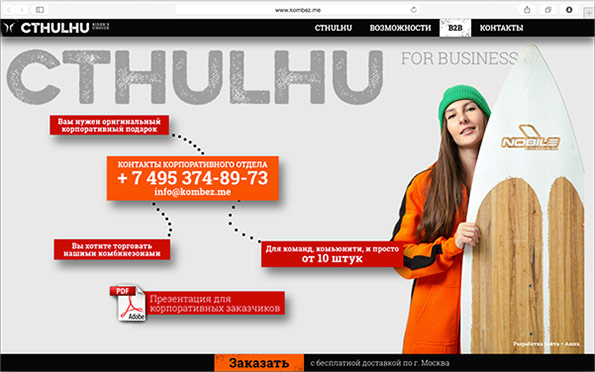 www.kombez.me
CTHULHU RIDER'S CHOICE
CTHULHU ВОЗМОЖНОСТИ B2B КОНТАКТЫ
CTHULHU
FOR BUSINESS
NOBILE
Вам нужен оригинальный
корпоративный подарок
КОНТАКТЫ КОРПОРАТИВНОГО ОТДЕЛА
+ 7 495 374-89-73
info@kombez.me
Вы хотите торговать
нашими комбинезонами
Для команд, комьюнити, и просто
от 10 штук
PDF
Adobe
Презентация для
корпоративных заказчиков
Разработка сайта – Анига
Заказать с бесплатной доставкой по г. Москва